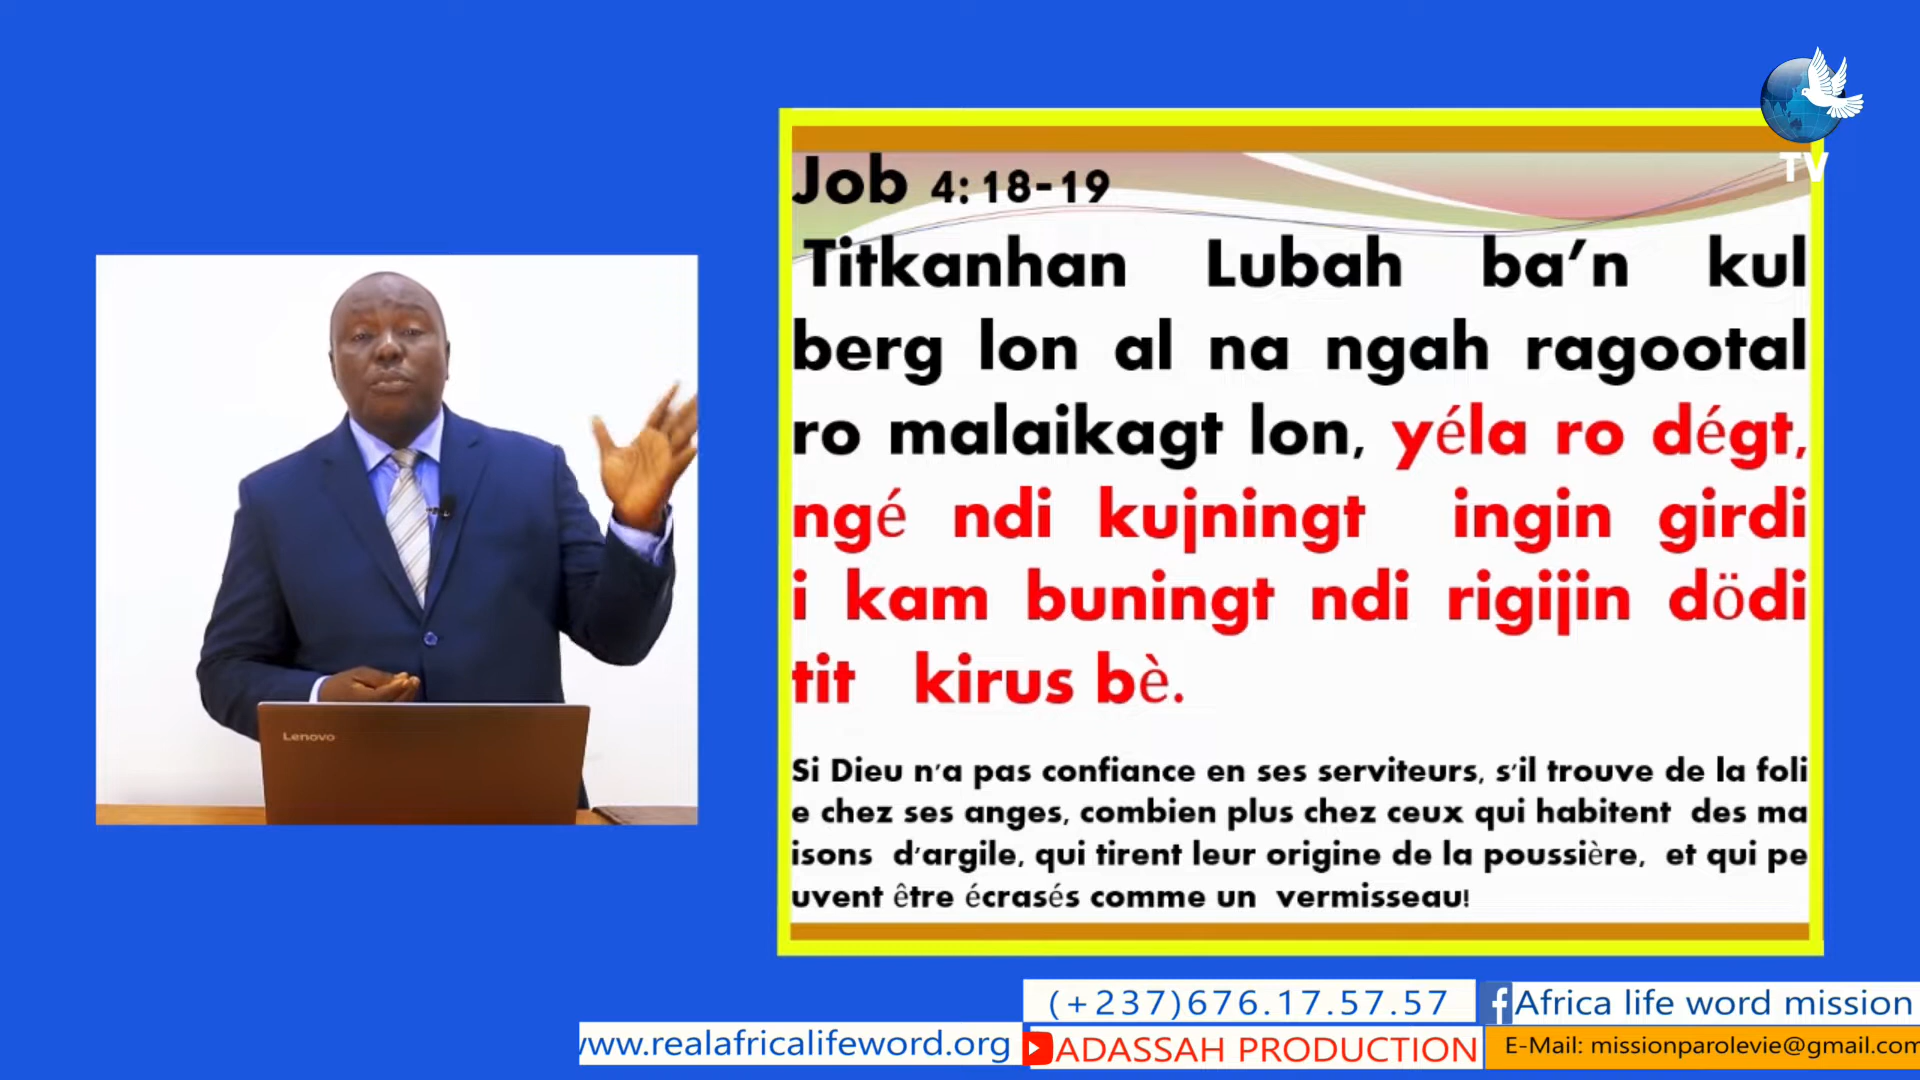 TV
Job 4:18-19
Titkanhan Lubah ba’n kul
berg lon al na ngah ragootal
ro malaikagt lon, yéla ro dégt,
ngé ndi kujningt ingin girdi
i kam buningt ndi rigijin dödi
tit kirus bè.
Si Dieu n'a pas confiance en ses serviteurs, s'il trouve de la foli
e chez ses anges, combien plus chez ceux qui habitent des ma
isons d'argile, qui tirent leur origine de la poussière, et qui pe
uvent être écrasés comme un vermisseau!
Lenovo
(+237)676.17.57.57
Africa life word mission
www.realafricalifeword.org
ADASSAH PRODUCTION
E-Mail: missionparolevie@gmail.com